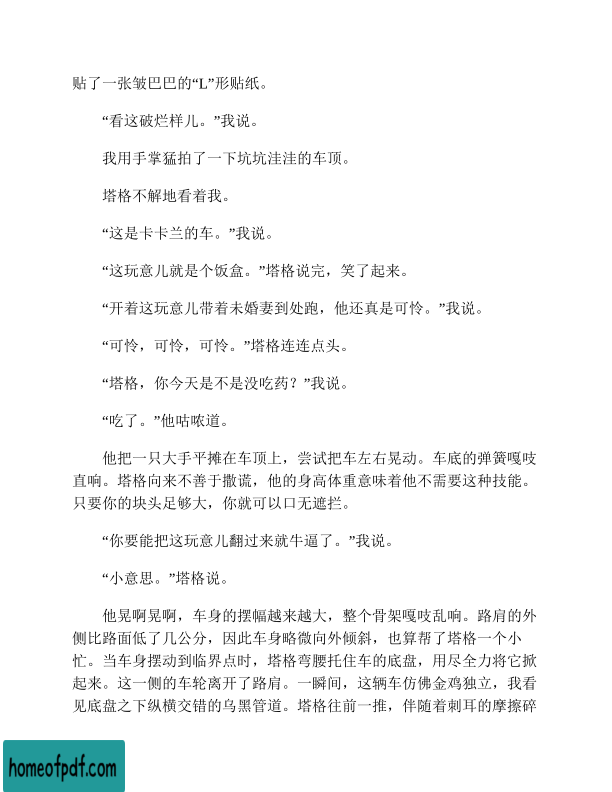 贴了一张皱巴巴的“L”形贴纸。
“看这破烂样儿。”我说。
我用手掌猛拍了一下坑坑洼洼的车顶。
塔格不解地看着我。
“这是卡卡兰的车。”我说。
“这玩意儿就是个饭盒。”塔格说完，笑了起来。
“开着这玩意儿带着未婚妻到处跑，他还真是可怜。”我说。
“可怜，可怜，可怜。”塔格连连点头。
“塔格，你今天是不是没吃药？”我说。
“吃了。”他咕哝道。
他把一只大手平摊在车顶上，尝试把车左右晃动。车底的弹簧嘎吱
直响。塔格向来不善于撒谎，他的身高体重意味着他不需要这种技能。
只要你的块头足够大，你就可以口无遮拦。
“你要能把这玩意儿翻过来就牛逼了。”我说。
“小意思。”塔格说。
他晃啊晃啊，车身的摆幅越来越大，整个骨架嘎吱乱响。路肩的外
侧比路面低了几公分，因此车身略微向外倾斜，也算帮了塔格一个小
忙。当车身摆动到临界点时，塔格弯腰托住车的底盘，用尽全力将它掀
起来。这一侧的车轮离开了路肩。一瞬间，这辆车仿佛金鸡独立，我看
见底盘之下纵横交错的乌黑管道。塔格往前一推，伴随着刺耳的摩擦碎
homeofpdf.com